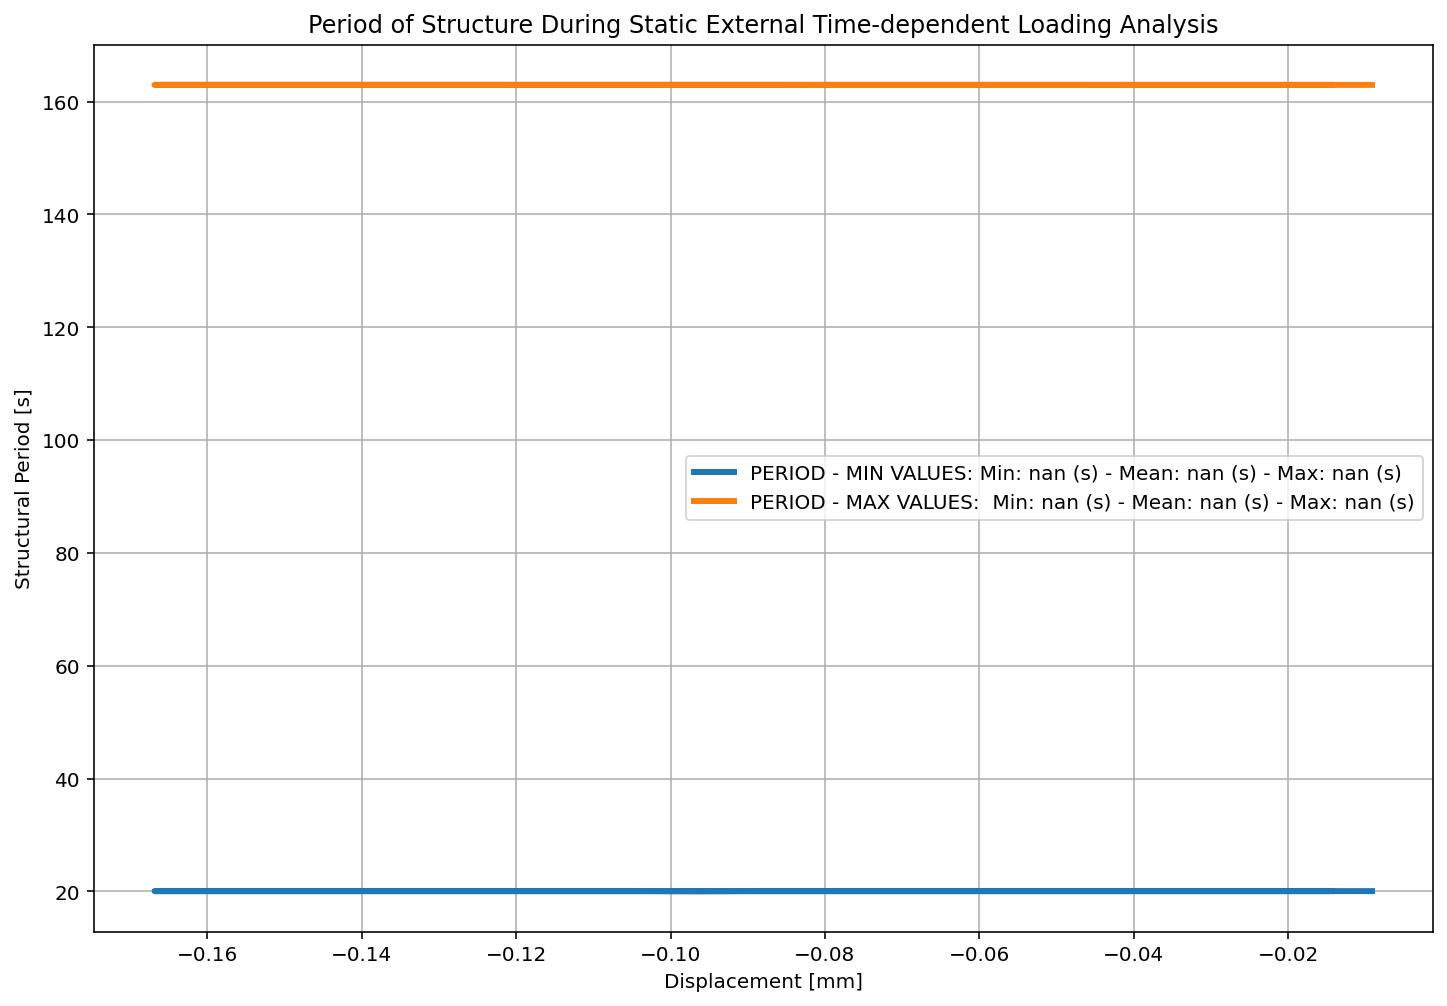 Period of Structure During Static External Time-dependent Loading Analysis
Structural Period [s]
160
140
120
100
80
60
40
20
PERIOD - MIN VALUES: Min: nan (s) - Mean: nan (s) - Max: nan (s)
PERIOD - MAX VALUES:  Min: nan (s) - Mean: nan (s) - Max: nan (s)
−0.16 −0.14 −0.12 −0.10 −0.08 −0.06 −0.04 −0.02
Displacement [mm]